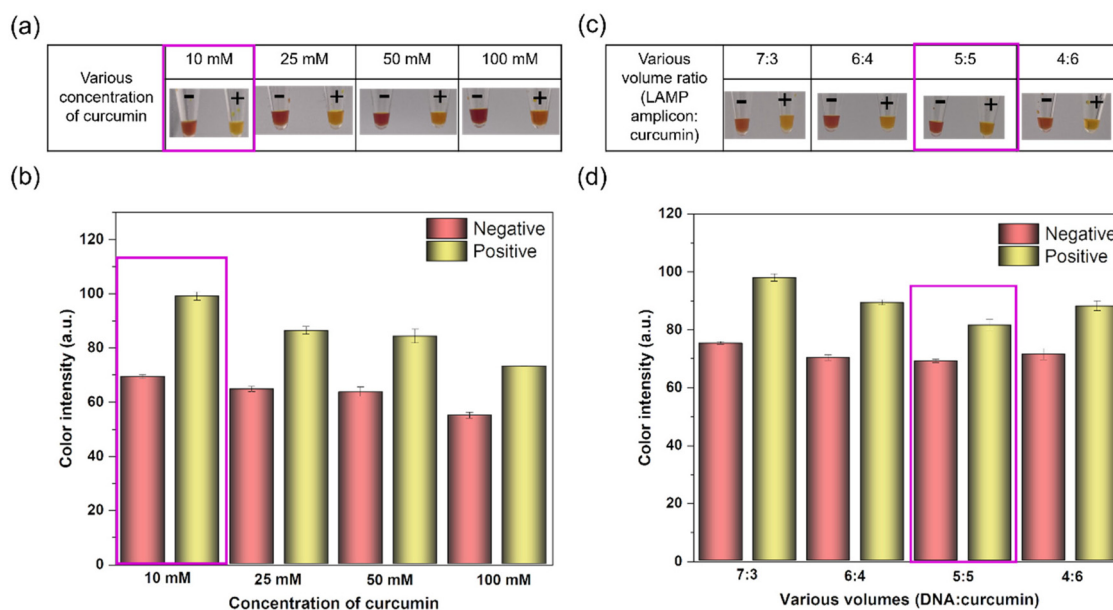 (a)
Various
concentration
of curcumin
10 mM 25 mM 50 mM 100 mM
- + - + - + - +
(b)
Color intensity (a.u.)
120
100
80
60
40
20
0
Negative
Positive
10 mM 25 mM 50 mM 100 mM
Concentration of curcumin
(c)
Various
volume ratio
(LAMP
amplicon:
curcumin)
7:3 6:4 5:5 4:6
- + - + - + - +
(d)
Color intensity (a.u.)
120
100
80
60
40
20
0
Negative
Positive
7:3 6:4 5:5 4:6
Various volumes (DNA:curcumin)